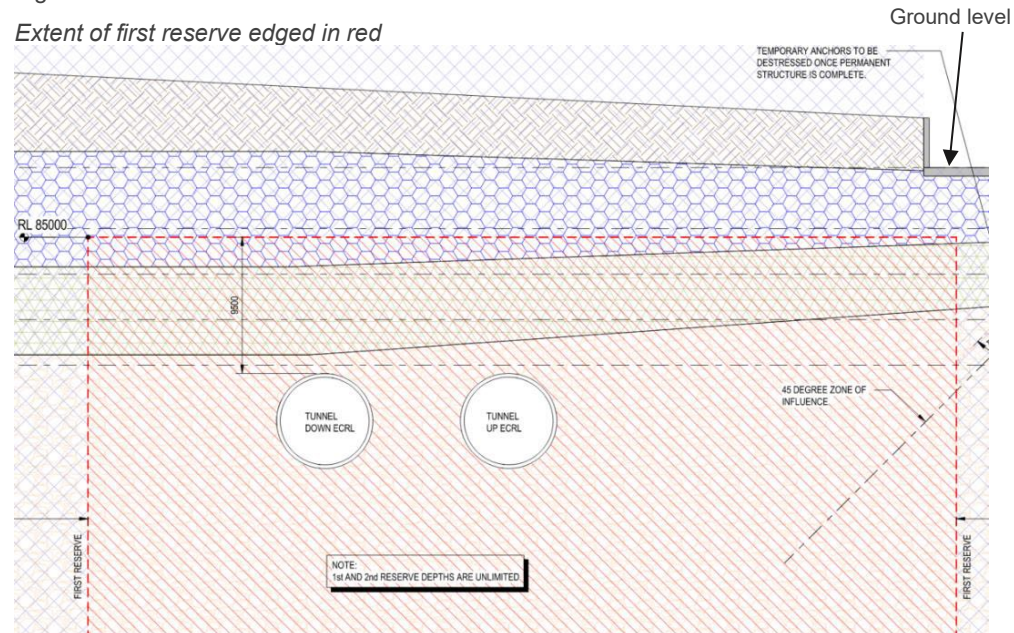 Extent of first reserve edged in red
Ground level
TEMPORARY ANCHORS TO BE
DESTRESSED ONCE PERMANENT
STRUCTURE IS COMPLETE.
RL 85000
9500
TUNNEL
DOWN ECRL
TUNNEL
UP ECRL
45 DEGREE ZONE OF
INFLUENCE.
FIRST RESERVE
NOTE:
1st AND 2nd RESERVE DEPTHS ARE UNLIMITED
FIRST RESERVE